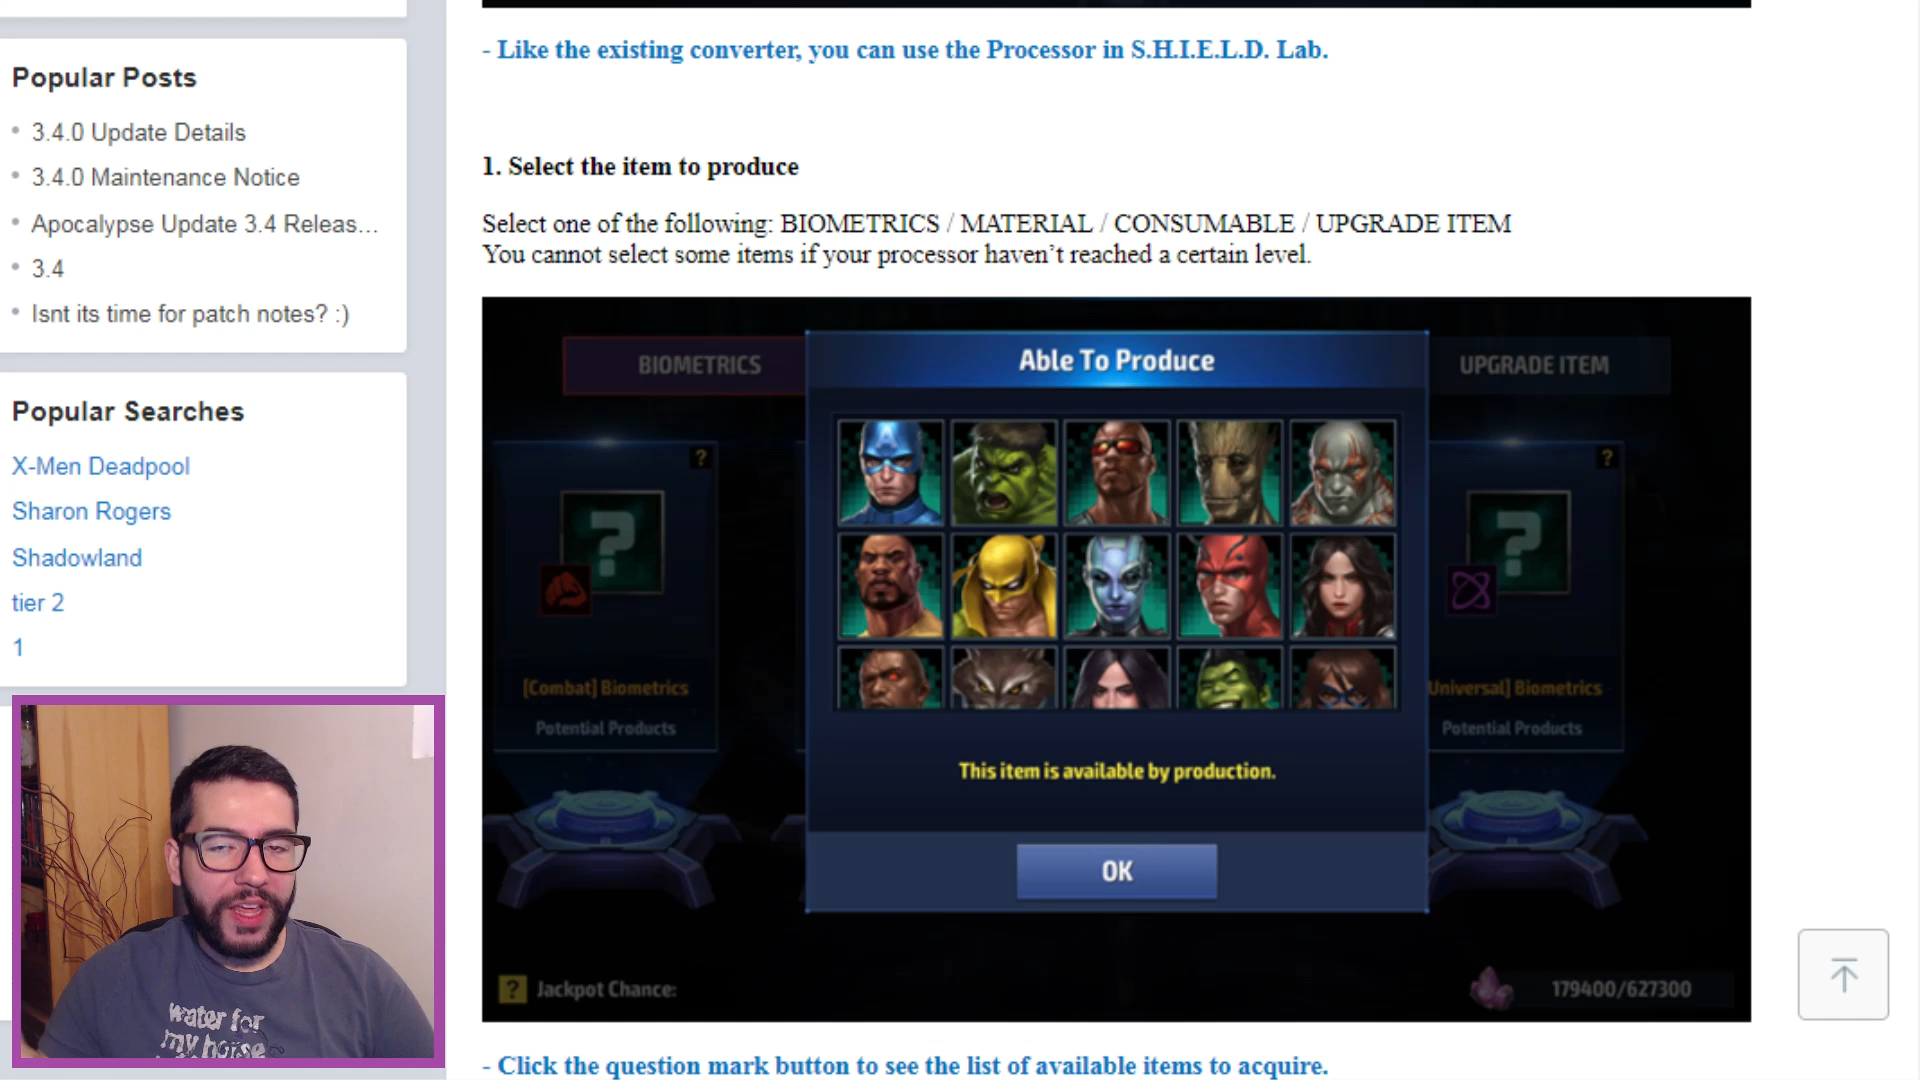 - Like the existing converter, you can use the Processor in S.H.I.E.L.D. Lab.
Popular Posts
3.4.0 Update Details
3.4.0 Maintenance Notice
Apocalypse Update 3.4 Releas...
3.4
Isnt its time for patch notes? :)
Popular Searches
X-Men Deadpool
Sharon Rogers
Shadowland
tier 2
1
1. Select the item to produce
Select one of the following: BIOMETRICS / MATERIAL / CONSUMABLE / UPGRADE ITEM
You cannot select some items if your processor haven't reached a certain level.
BIOMETRICS
Able To Produce
UPGRADE ITEM
?
?
?
?
[Combat] Biometrics
Potential Products
Universal] Biometrics
Potential Products
This item is available by production.
OK
? Jackpot Chance:
179400/627300
- Click the question mark button to see the list of available items to acquire.
water for
my horse